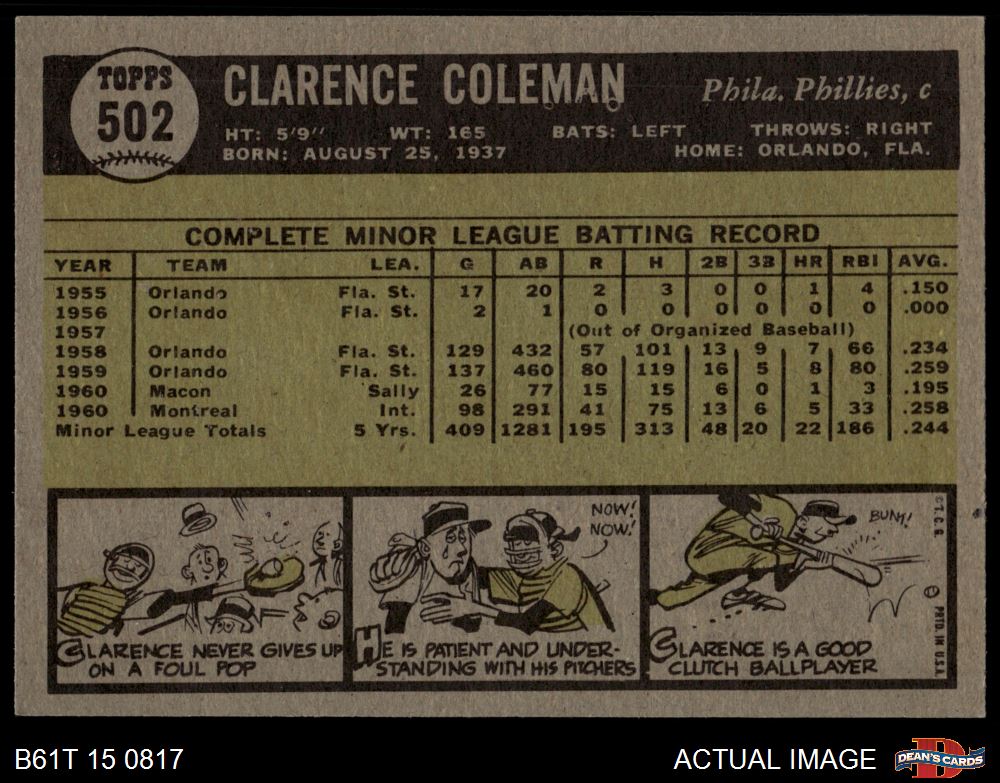 TOPPS
502
CLARENCE COLEMAN
Phila. Phillies, c
HT: 5'9" WT: 165 BATS: LEFT THROWS: RIGHT
BORN: AUGUST 25, 1937 HOME: ORLANDO, FLA.
COMPLETE MINOR LEAGUE BATTING RECORD
YEAR TEAM LEA. G AB R H 2B 3B HR RBI AVG.
1955 Orlando Fla. St. 17 20 2 3 0 0 1 4 .150
1956 Orlando Fla. St. 2 1 0 0 0 0 0 0 .000
1957 (Out of Organized Baseball)
1958 Orlando Fla. St. 129 432 57 101 13 9 7 66 .234
1959 Orlando Fla. St. 137 460 80 119 16 5 8 80 .259
1960 Macon Sally 26 77 15 15 6 0 1 3 .195
1960 Montreal Int. 98 291 41 75 13 6 5 33 .258
Minor League Totals 5 Yrs. 409 1281 195 313 48 20 22 186 .244
CLARENCE NEVER GIVES UP
ON A FOUL POP
NOW!
NOW!
HE IS PATIENT AND UNDER-
STANDING WITH HIS PITCHERS
BUNK!
CLARENCE IS A GOOD
CLUTCH BALLPLAYER
© T.C.G. PRTD. IN U.S.A.
B61T 15 0817
ACTUAL IMAGE
D
DEAN'S CARDS